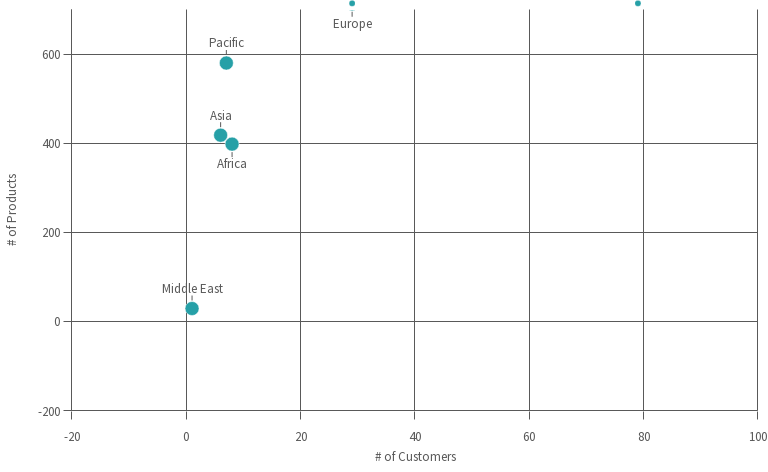 Europe
Pacific
600
Asia
400
Africa
# of Products
200
Middle East
0
-200
-20 0 20 40 60 80 100
# of Customers